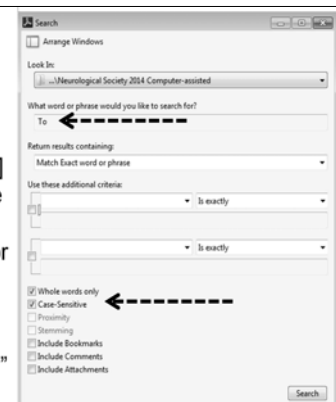 Search
Arrange Windows
Look In:
...\Neurological Society 2014 Computer-assisted
What word or phrase would you like to search for?
To
Return results containing:
Match Exact word or phrase
Use these additional criteria:
Is exactly
Is exactly
Whole words only
Case-Sensitive
Proximity
Stemming
Include Bookmarks
Include Comments
Include Attachments
Search